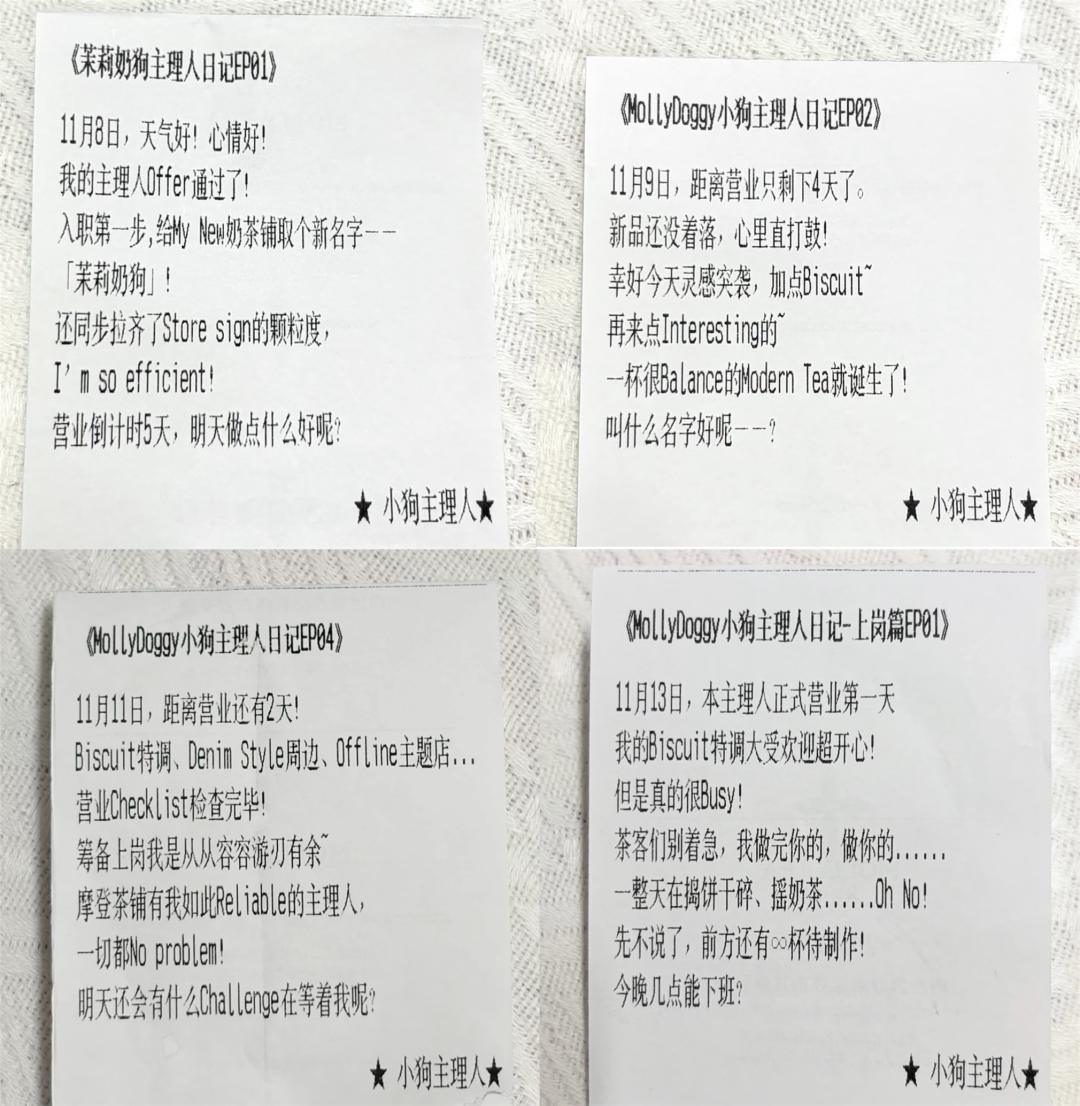 《茉莉奶狗主理人日记EP01》
11月8日，天气好！心情好！
我的主理人Offer通过了！
入职第一步,给My New奶茶铺取个新名字——
「茉莉奶狗」！
还同步拉齐了Store sign的颗粒度，
I'm so efficient!
营业倒计时5天，明天做点什么好呢？
★ 小狗主理人★
《MollyDoggy小狗主理人日记EP02》
11月9日，距离营业只剩下4天了。
新品还没着落，心里直打鼓！
幸好今天灵感突袭，加点Biscuit~
再来点Interesting的~
一杯很Balance的Modern Tea就诞生了！
叫什么名字好呢——？
★ 小狗主理人★
《MollyDoggy小狗主理人日记EP04》
11月11日，距离营业还有2天！
Biscuit特调、Denim Style周边、Offline主题店...
营业Checklist检查完毕！
筹备上岗我是从从容容游刃有余~
摩登茶铺有我如此Reliable的主理人，
一切都No problem！
明天还会有什么Challenge在等着我呢？
★ 小狗主理人★
《MollyDoggy小狗主理人日记-上岗篇EP01》
11月13日，本主理人正式营业第一天
我的Biscuit特调大受欢迎超开心！
但是真的很Busy！
茶客们别着急，我做完你的，做你的......
一整天在捣饼干碎、摇奶茶......Oh No！
先不说了，前方还有∞杯待制作！
今晚几点能下班？
★ 小狗主理人★